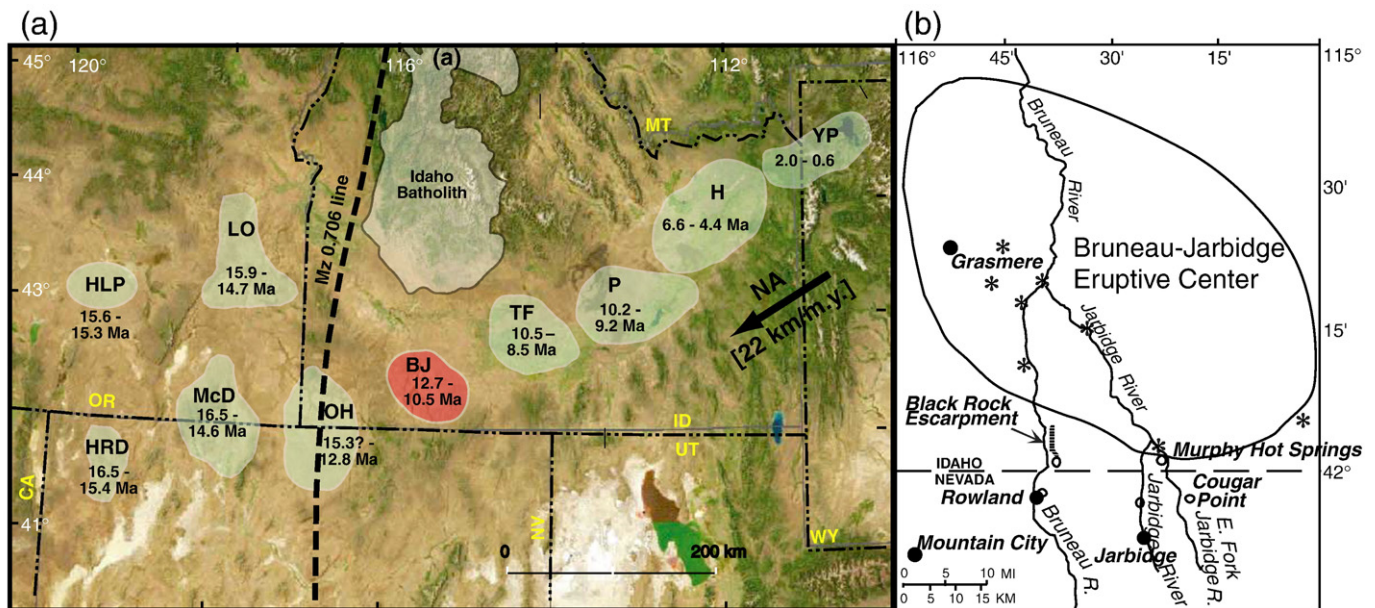 (a)
(b)
45°
120°
116°
(a)
112°
MT
YP
2.0 - 0.6
44°
Idaho
Batholith
H
6.6 - 4.4 Ma
LO
15.9 -
14.7 Ma
Mz 0.706 line
HLP
15.6 -
15.3 Ma
43°
P
10.2 -
9.2 Ma
NA
[22 km/m.y.]
TF
10.5 –
8.5 Ma
BJ
12.7 -
10.5 Ma
McD
16.5 -
14.6 Ma
OH
15.3? -
12.8 Ma
OR
ID
UT
HRD
16.5 -
15.4 Ma
CA
41°
NV
WY
0
200 km
116°
45'
30'
15'
115°
Bruneau
River
30'
Grasmere
Bruneau-Jarbidge
Eruptive Center
Jarbidge
River
15'
Black Rock
Escarpment
Murphy Hot Springs
IDAHO
NEVADA
42°
Rowland
Cougar
Point
Bruneau R.
Jarbidge
River
E. Fork
Jarbidge R.
Mountain City
Jarbidge
0 5 10 MI
0 5 10 15 KM